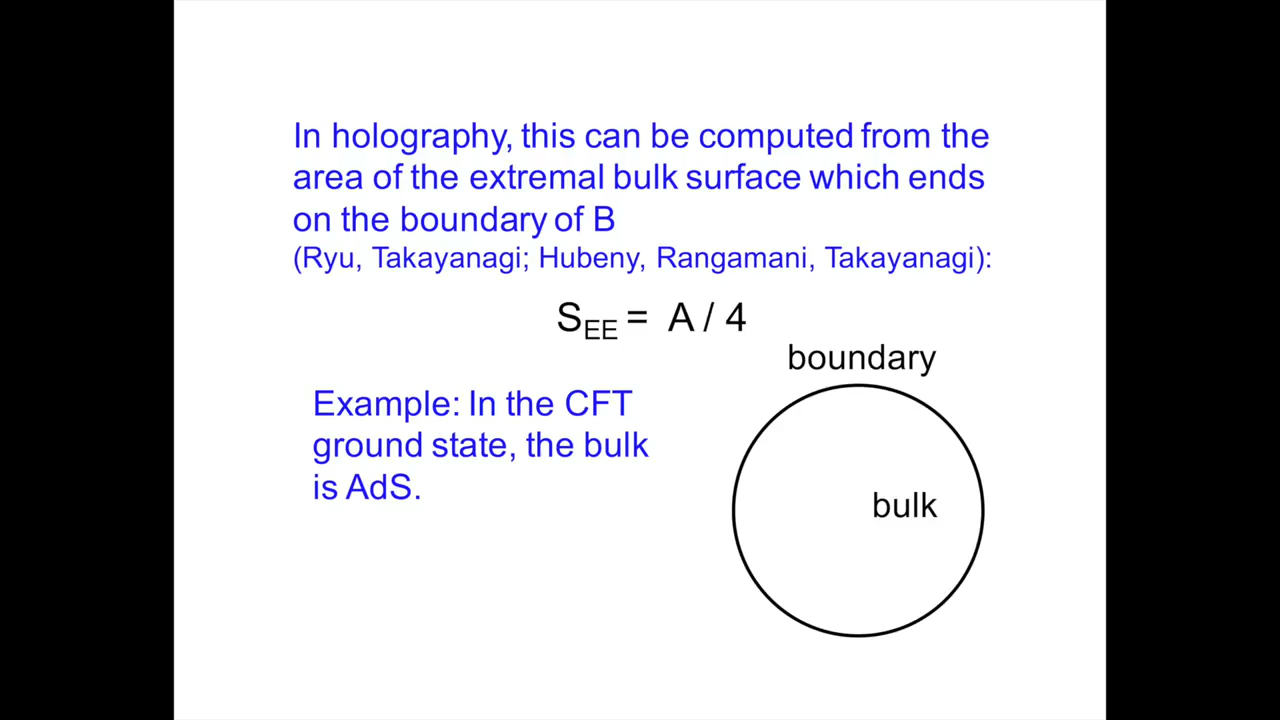 In holography, this can be computed from the
area of the extremal bulk surface which ends
on the boundary of B
(Ryu, Takayanagi; Hubeny, Rangamani, Takayanagi):
S_EE = A / 4
boundary
Example: In the CFT
ground state, the bulk
is AdS.
bulk